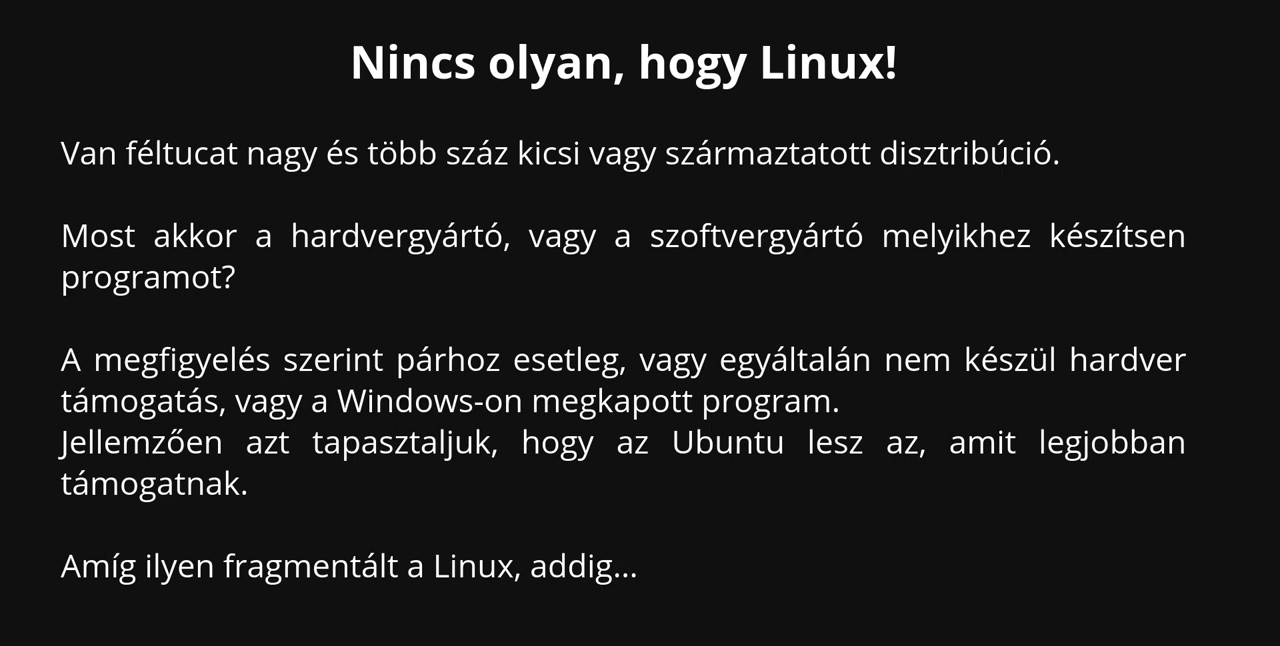 Nincs olyan, hogy Linux!
Van féltucat nagy és több száz kicsi vagy származtatott disztribúció.
Most akkor a hardvergyártó, vagy a szoftvergyártó melyikhez készítsen
programot?
A megfigyelés szerint párhoz esetleg, vagy egyáltalán nem készül hardver
támogatás, vagy a Windows-on megkapott program.
Jellemzően azt tapasztaljuk, hogy az Ubuntu lesz az, amit legjobban
támogatnak.
Amíg ilyen fragmentált a Linux, addig...